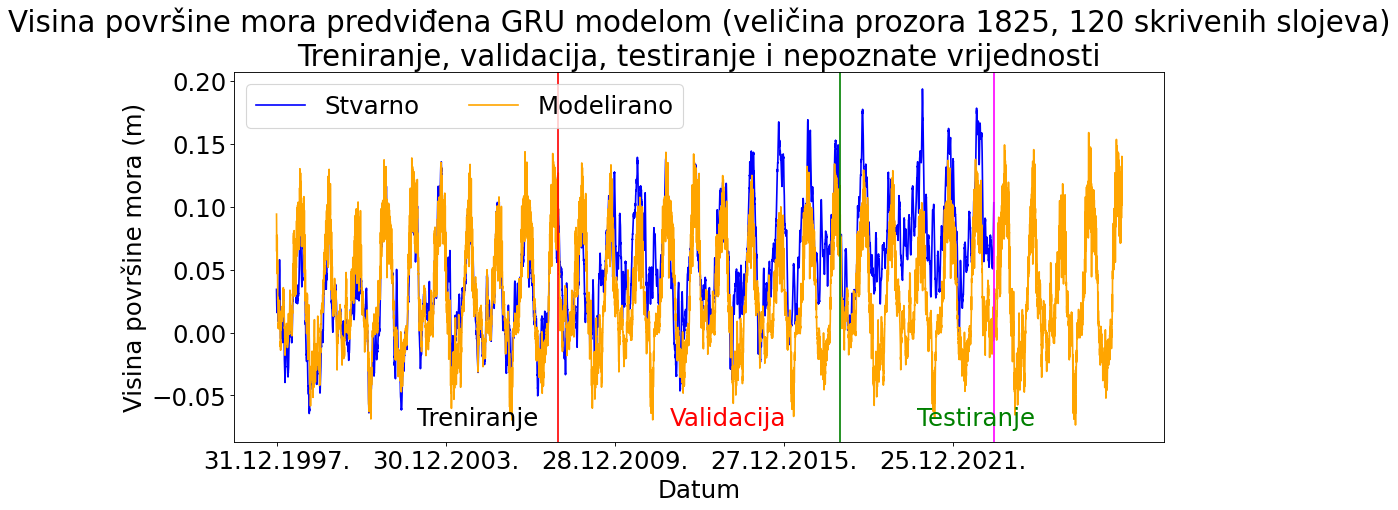 Visina površine mora predviđena GRU modelom (veličina prozora 1825, 120 skrivenih slojeva)
Treniranje, validacija, testiranje i nepoznate vrijednosti
Stvarno
Modelirano
Visina površine mora (m)
0.20
0.15
0.10
0.05
0.00
−0.05
Treniranje
Validacija
Testiranje
31.12.1997.
30.12.2003.
28.12.2009.
27.12.2015.
25.12.2021.
Datum